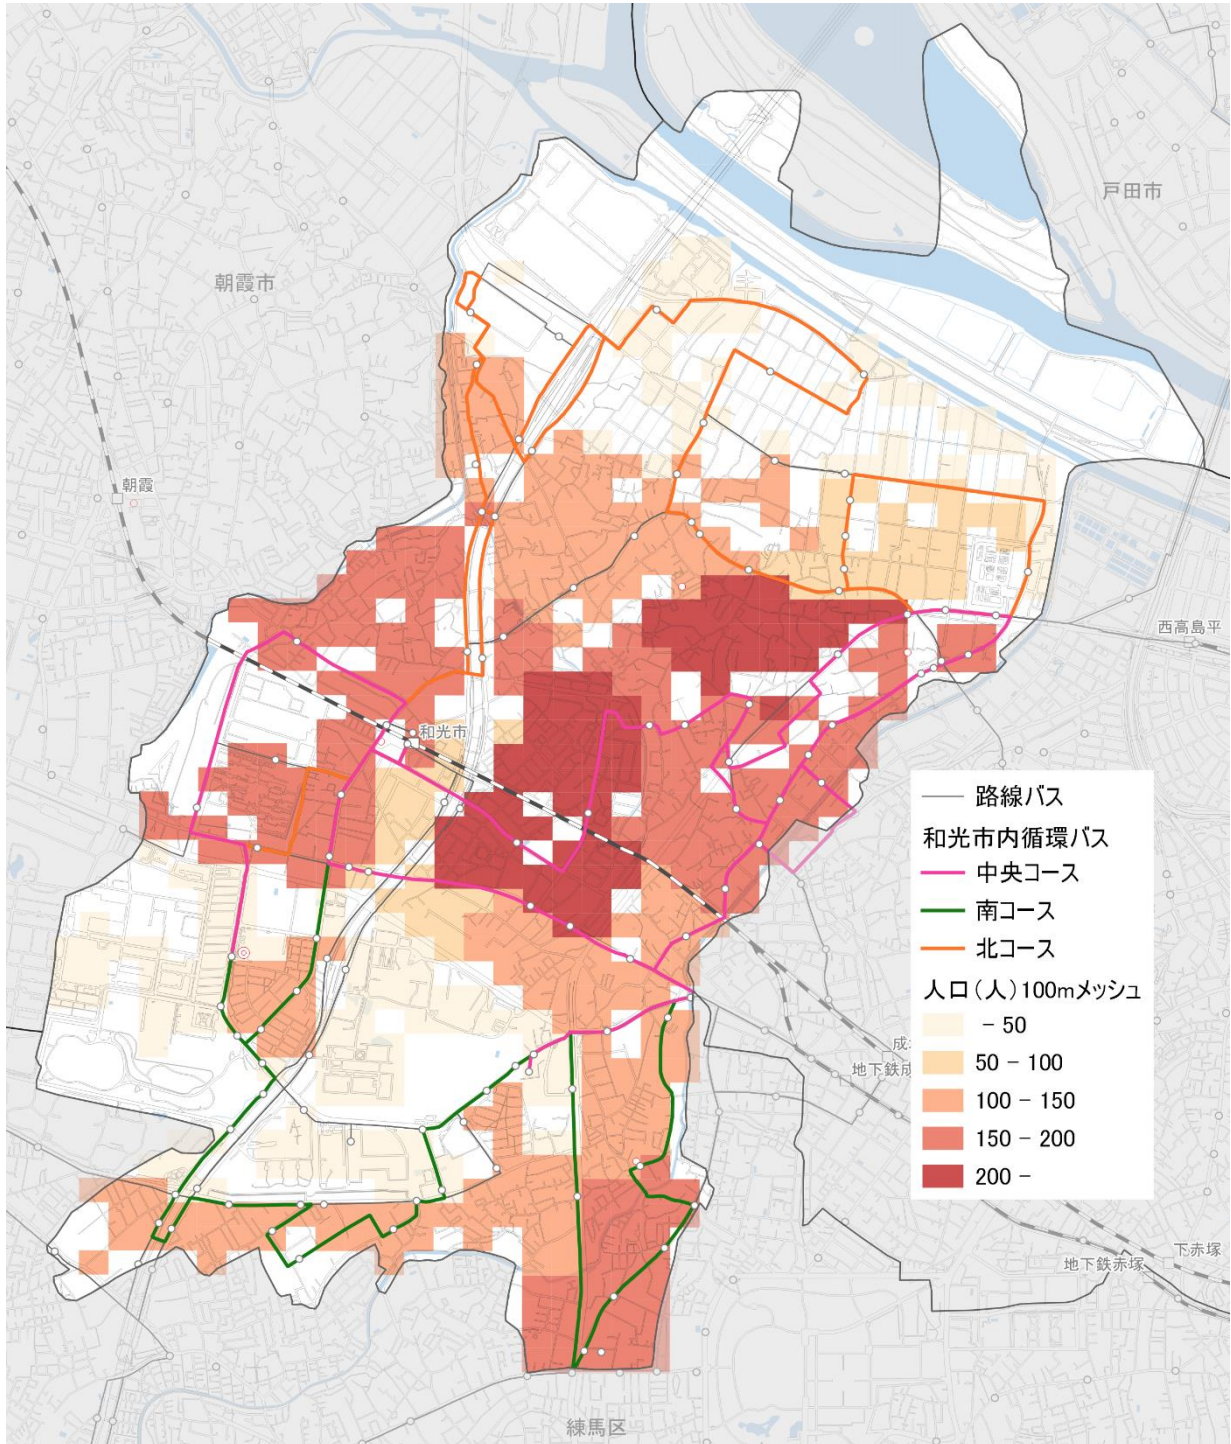 戸田市
朝霞市
朝霞
西高島平
和光市
路線バス
和光市内循環バス
中央コース
南コース
北コース
人口(人)100mメッシュ
- 50
50 - 100
100 - 150
150 - 200
200 -
成
地下鉄成
下赤塚
地下鉄赤塚
練馬区